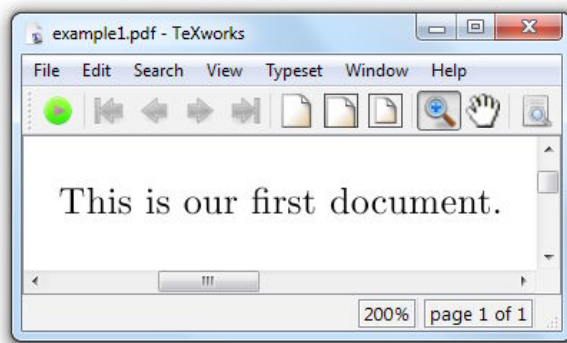 example1.pdf - TeXworks
File Edit Search View Typeset Window Help
This is our first document.
200% page 1 of 1